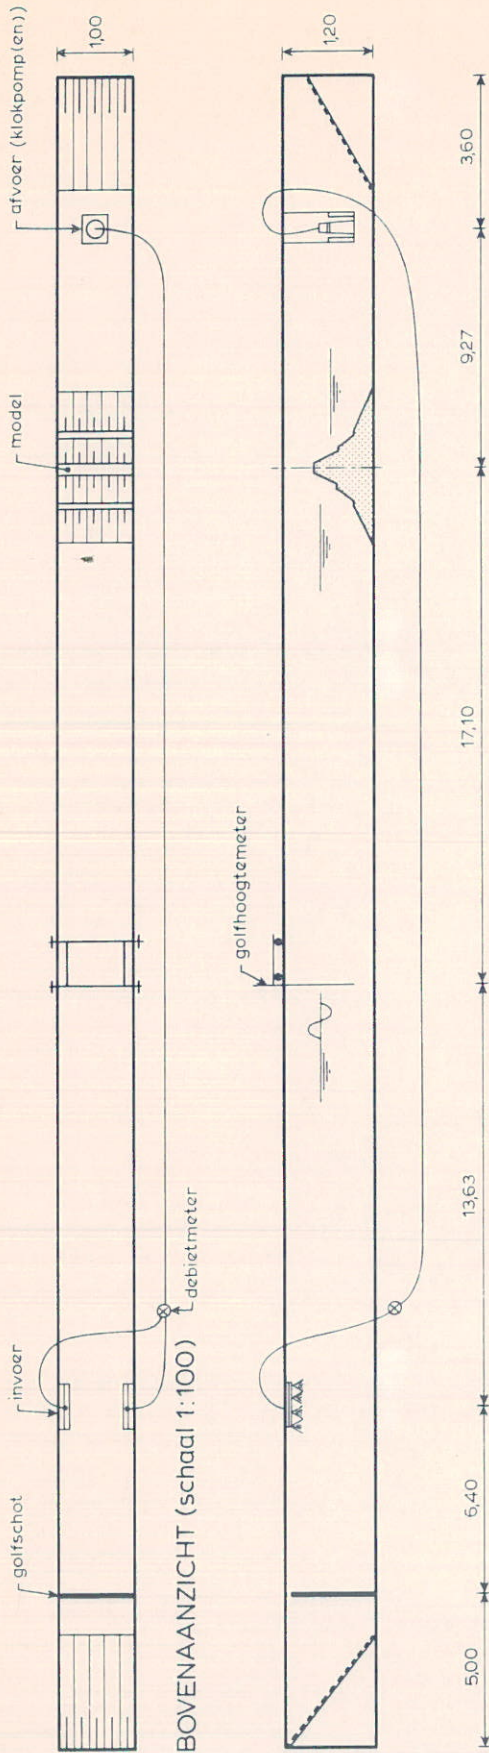 golfschot
invoer
model
afvoer (klokpomp(en))
1,00
debietmeter
BOVENAANZICHT (schaal 1:100)
golfhoogtemeter
1,20
5,00
6,40
13,63
17,10
9,27
3,60